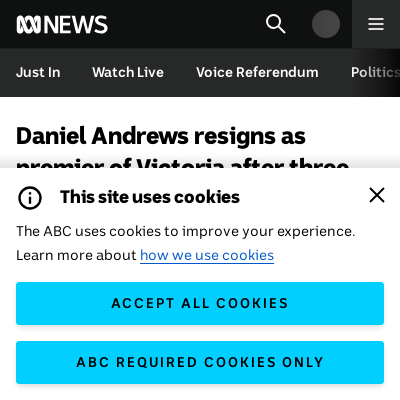 NEWS
Just In Watch Live Voice Referendum Politics
Daniel Andrews resigns as
premier of Victoria after three
This site uses cookies
The ABC uses cookies to improve your experience.
Learn more about how we use cookies
ACCEPT ALL COOKIES
ABC REQUIRED COOKIES ONLY